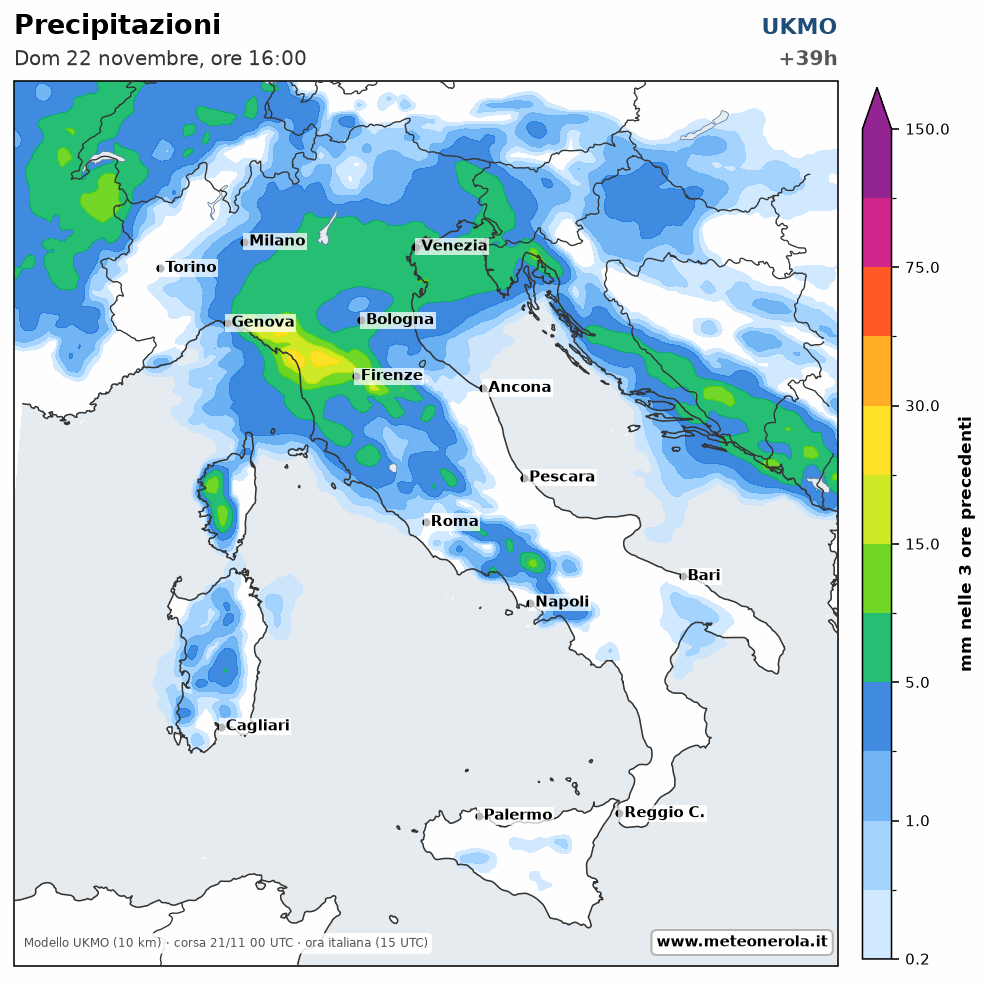 Precipitazioni
UKMO
Dom 22 novembre, ore 16:00
+39h
150.0
Milano
Venezia
Torino
75.0
Genova
Bologna
Firenze
Ancona
30.0
Pescara
Roma
15.0
Bari
Napoli
5.0
Cagliari
Palermo
Reggio C.
1.0
0.2
mm nelle 3 ore precedenti
Modello UKMO (10 km) · corsa 21/11 00 UTC · ora italiana (15 UTC)
www.meteonerola.it